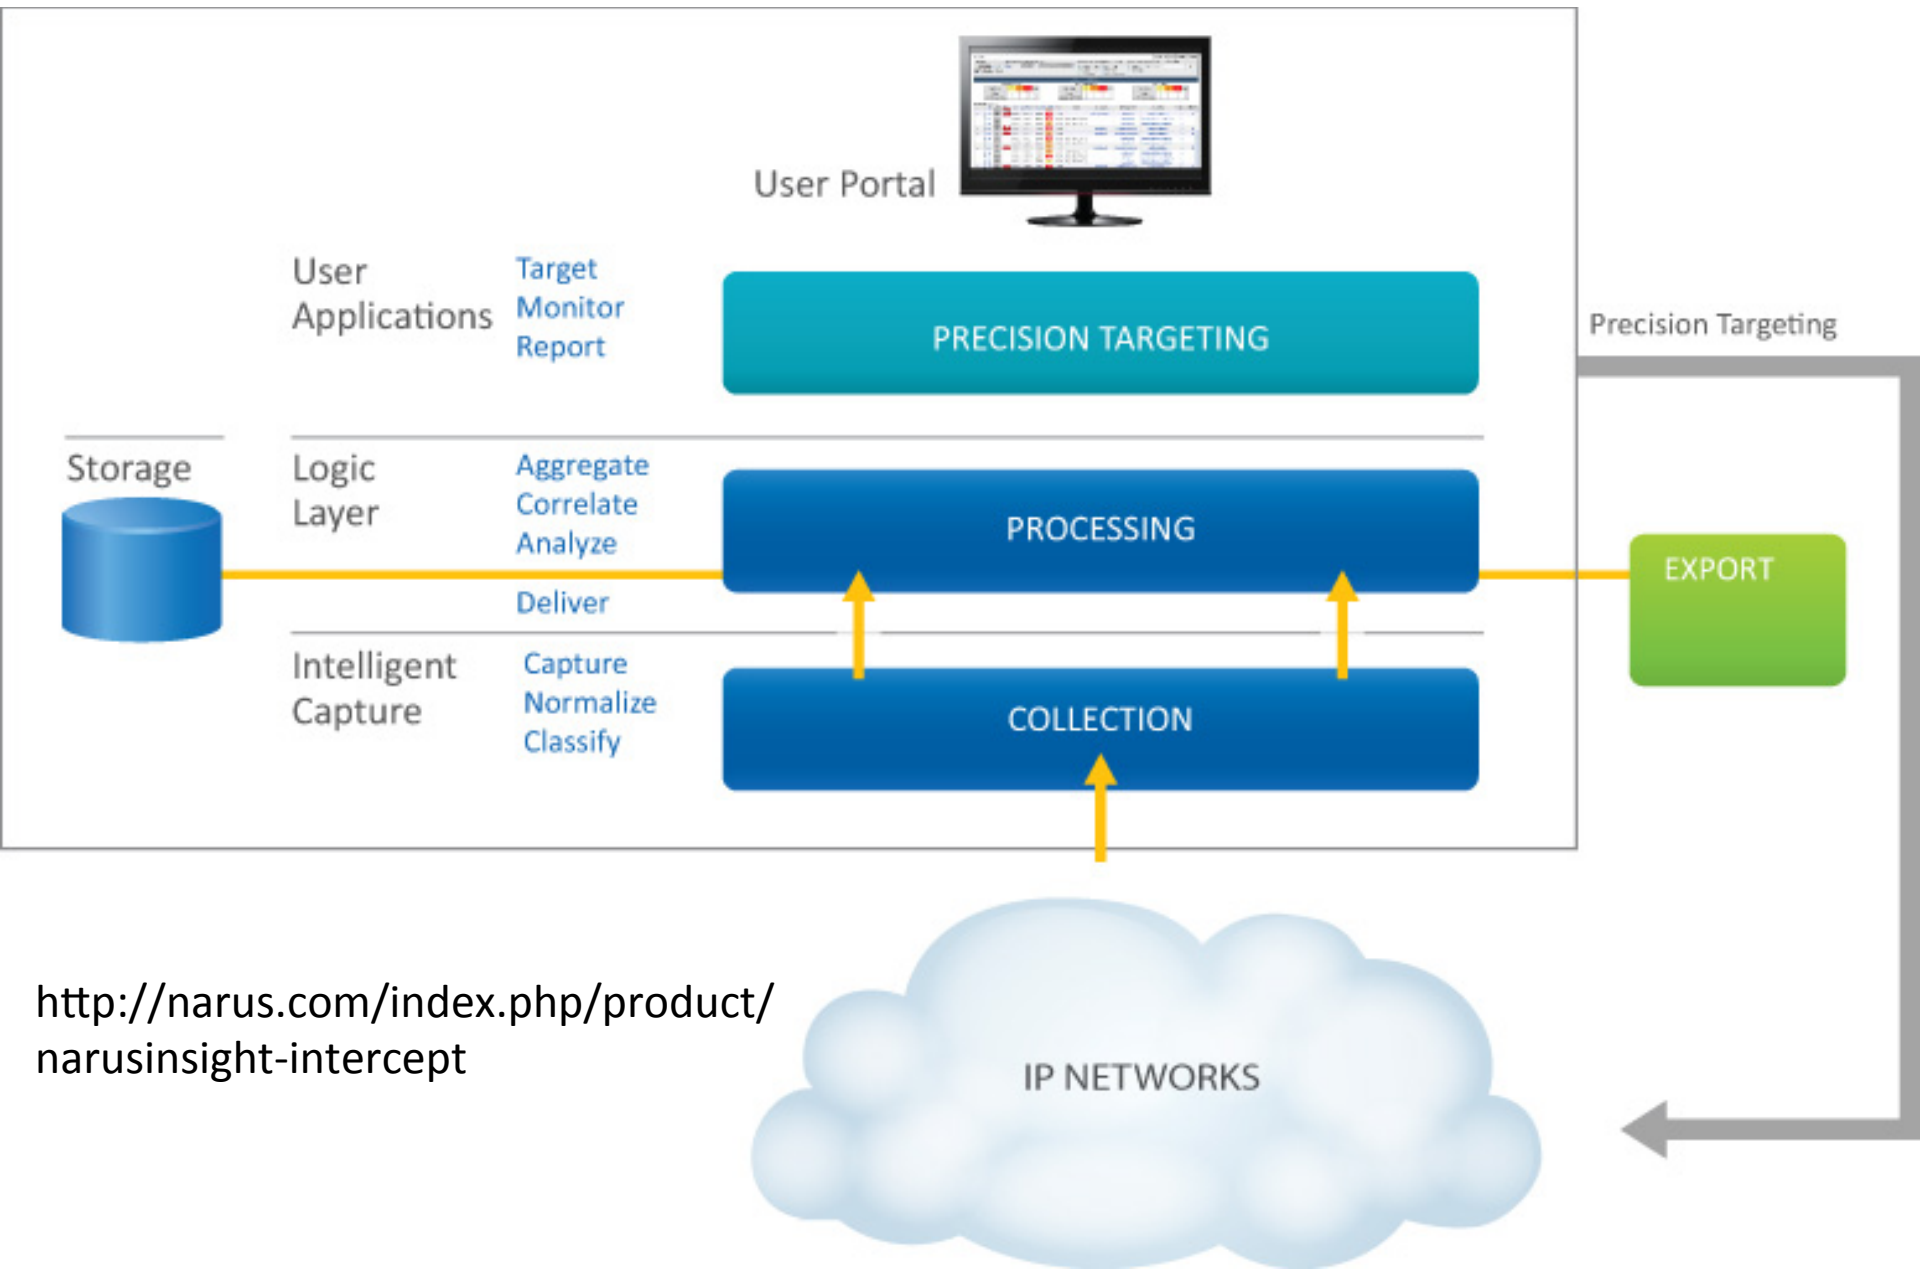 User Portal
User
Applications
Target
Monitor
Report
PRECISION TARGETING
Precision Targeting
Storage
Logic
Layer
Aggregate
Correlate
Analyze
Deliver
PROCESSING
EXPORT
Intelligent
Capture
Capture
Normalize
Classify
COLLECTION
http://narus.com/index.php/product/
narusinsight-intercept
IP NETWORKS